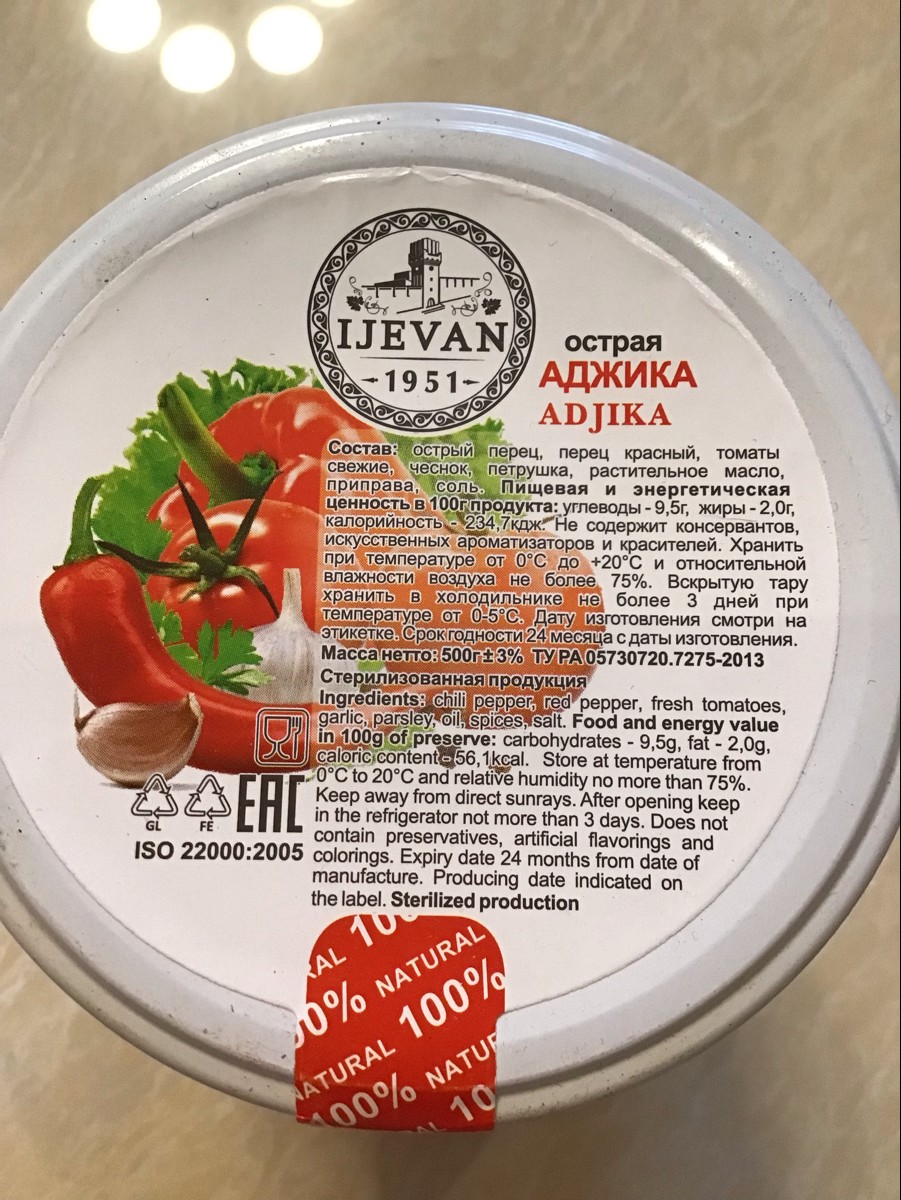 IJEVAN
1951
острая
АДЖИКА
ADJIKA
Состав: острый перец, перец красный, томаты
свежие, чеснок, петрушка, растительное масло,
приправа, соль. Пищевая и энергетическая
ценность в 100г продукта: углеводы - 9,5г, жиры - 2,0г,
калорийность - 234,7кдж. Не содержит консервантов,
искусственных ароматизаторов и красителей. Хранить
при температуре от 0°C до +20°C и относительной
влажности воздуха не более 75%. Вскрытую тару
хранить в холодильнике не более 3 дней при
температуре от 0-5°C. Дату изготовления смотри на
этикетке. Срок годности 24 месяца с даты изготовления.
Масса нетто: 500г±3% ТУ РА 05730720.7275-2013
Стерилизованная продукция
Ingredients: chili pepper, red pepper, fresh tomatoes,
garlic, parsley, oil, spices, salt. Food and energy value
in 100g of preserve: carbohydrates - 9,5g, fat - 2,0g,
caloric content - 56,1kcal. Store at temperature from
0°C to 20°C and relative humidity no more than 75%.
Keep away from direct sunrays. After opening keep
in the refrigerator not more than 3 days. Does not
contain preservatives, artificial flavorings and
colorings. Expiry date 24 months from date of
manufacture. Producing date indicated on
the label. Sterilized production
GL FE EAC
ISO 22000:2005
RAL 100%
00% NATURAL
NATURAL 100%
100% NATUR
AL 10